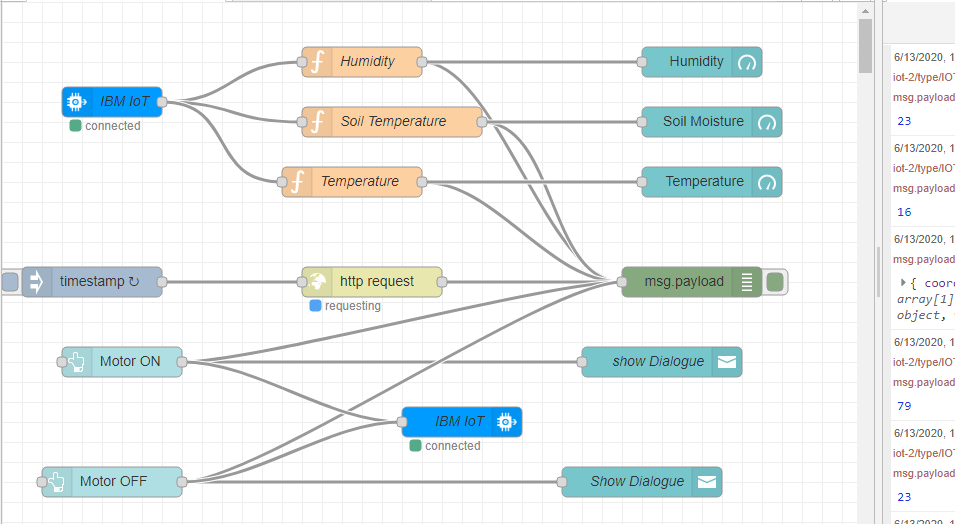 Humidity
Humidity
IBM IoT
connected
Soil Temperature
Soil Moisture
Temperature
Temperature
timestamp ↻
http request
requesting
msg.payload
Motor ON
show Dialogue
IBM IoT
connected
Motor OFF
Show Dialogue
6/13/2020, 1
iot-2/type/IO
msg.payload
23
6/13/2020, 1
iot-2/type/IO
msg.payload
16
6/13/2020, 1
msg.payload
{ coor
array[1]
object,
6/13/2020, 1
iot-2/type/IO
msg.payload
79
6/13/2020, 1
iot-2/type/IO
msg.payload
23